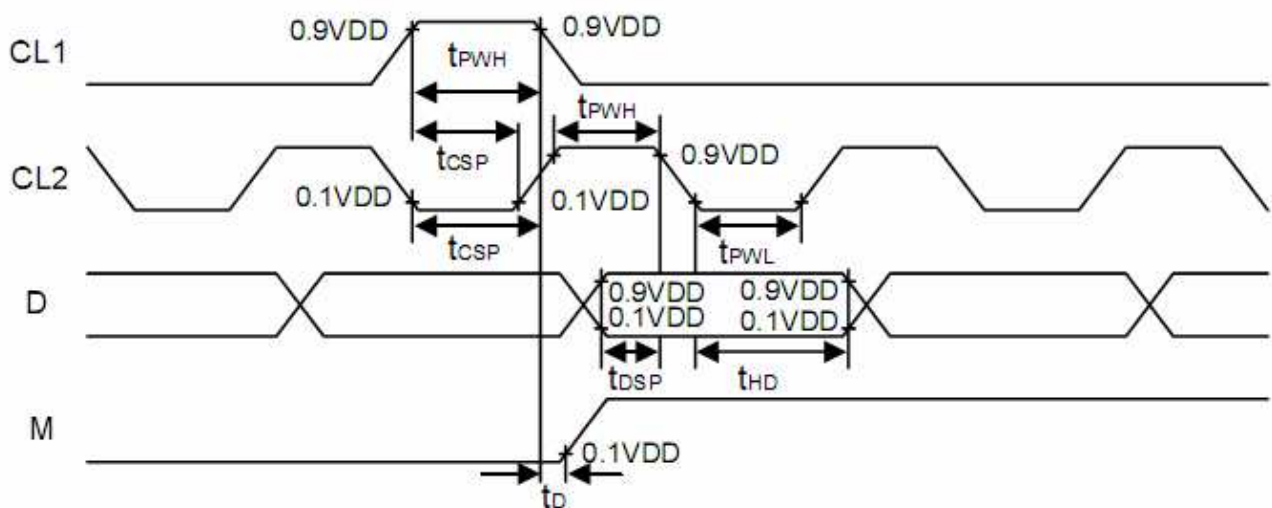 CL1
0.9VDD
0.9VDD
tPWH
tPWH
tCSP
CL2
0.9VDD
0.1VDD
0.1VDD
tCSP
tPWL
D
0.9VDD
0.9VDD
0.1VDD
0.1VDD
tDSP
tHD
M
0.1VDD
tD